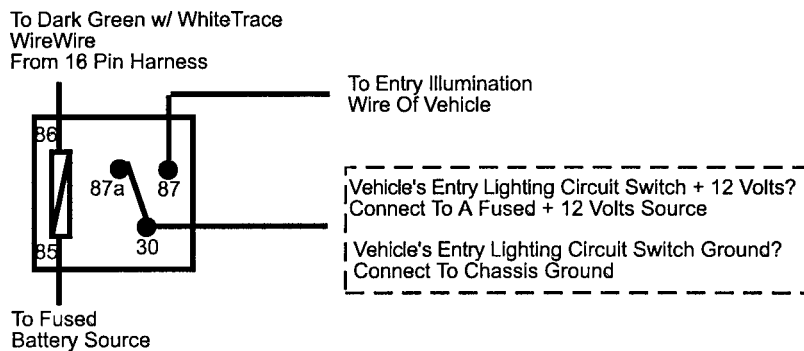 To Dark Green w/ WhiteTrace
WireWire
From 16 Pin Harness
To Entry Illumination
Wire Of Vehicle
86
87a
87
85
30
Vehicle's Entry Lighting Circuit Switch + 12 Volts?
Connect To A Fused + 12 Volts Source
Vehicle's Entry Lighting Circuit Switch Ground?
Connect To Chassis Ground
To Fused
Battery Source